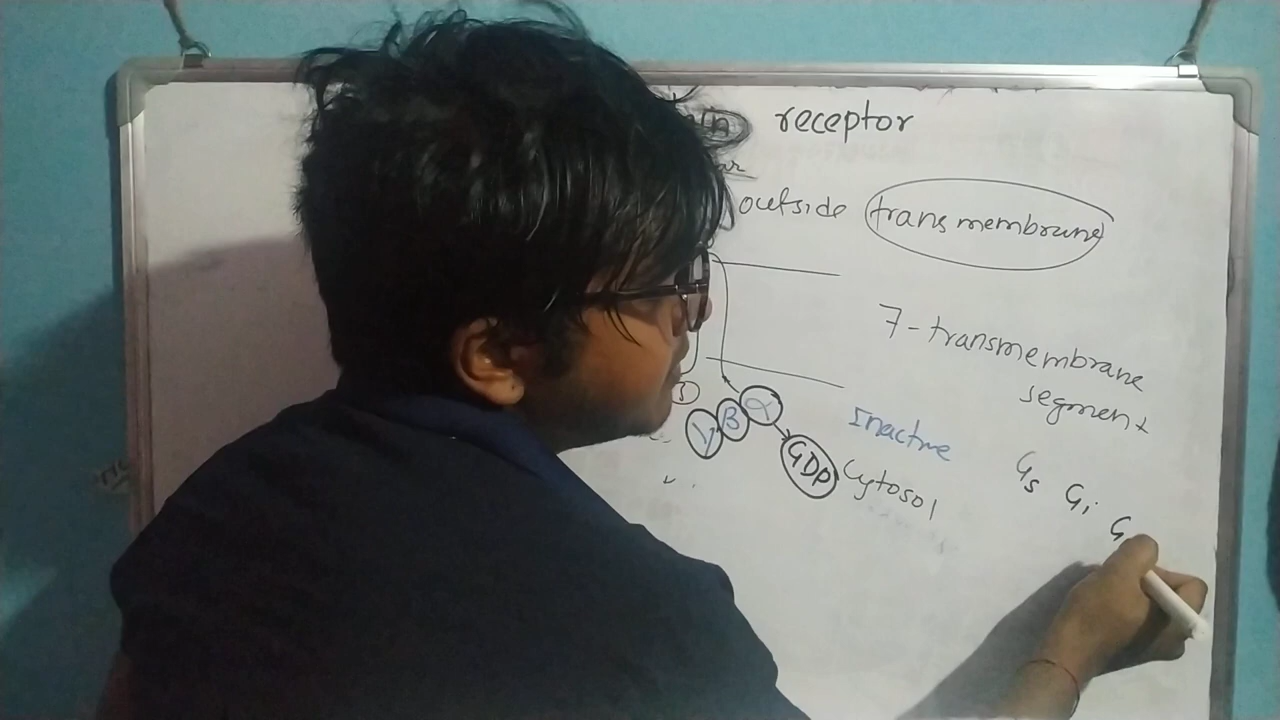 receptor
outside transmembrane
7-transmembrane
segment
γ β α
Inactive
GDP Cytosol
Gs Gi G